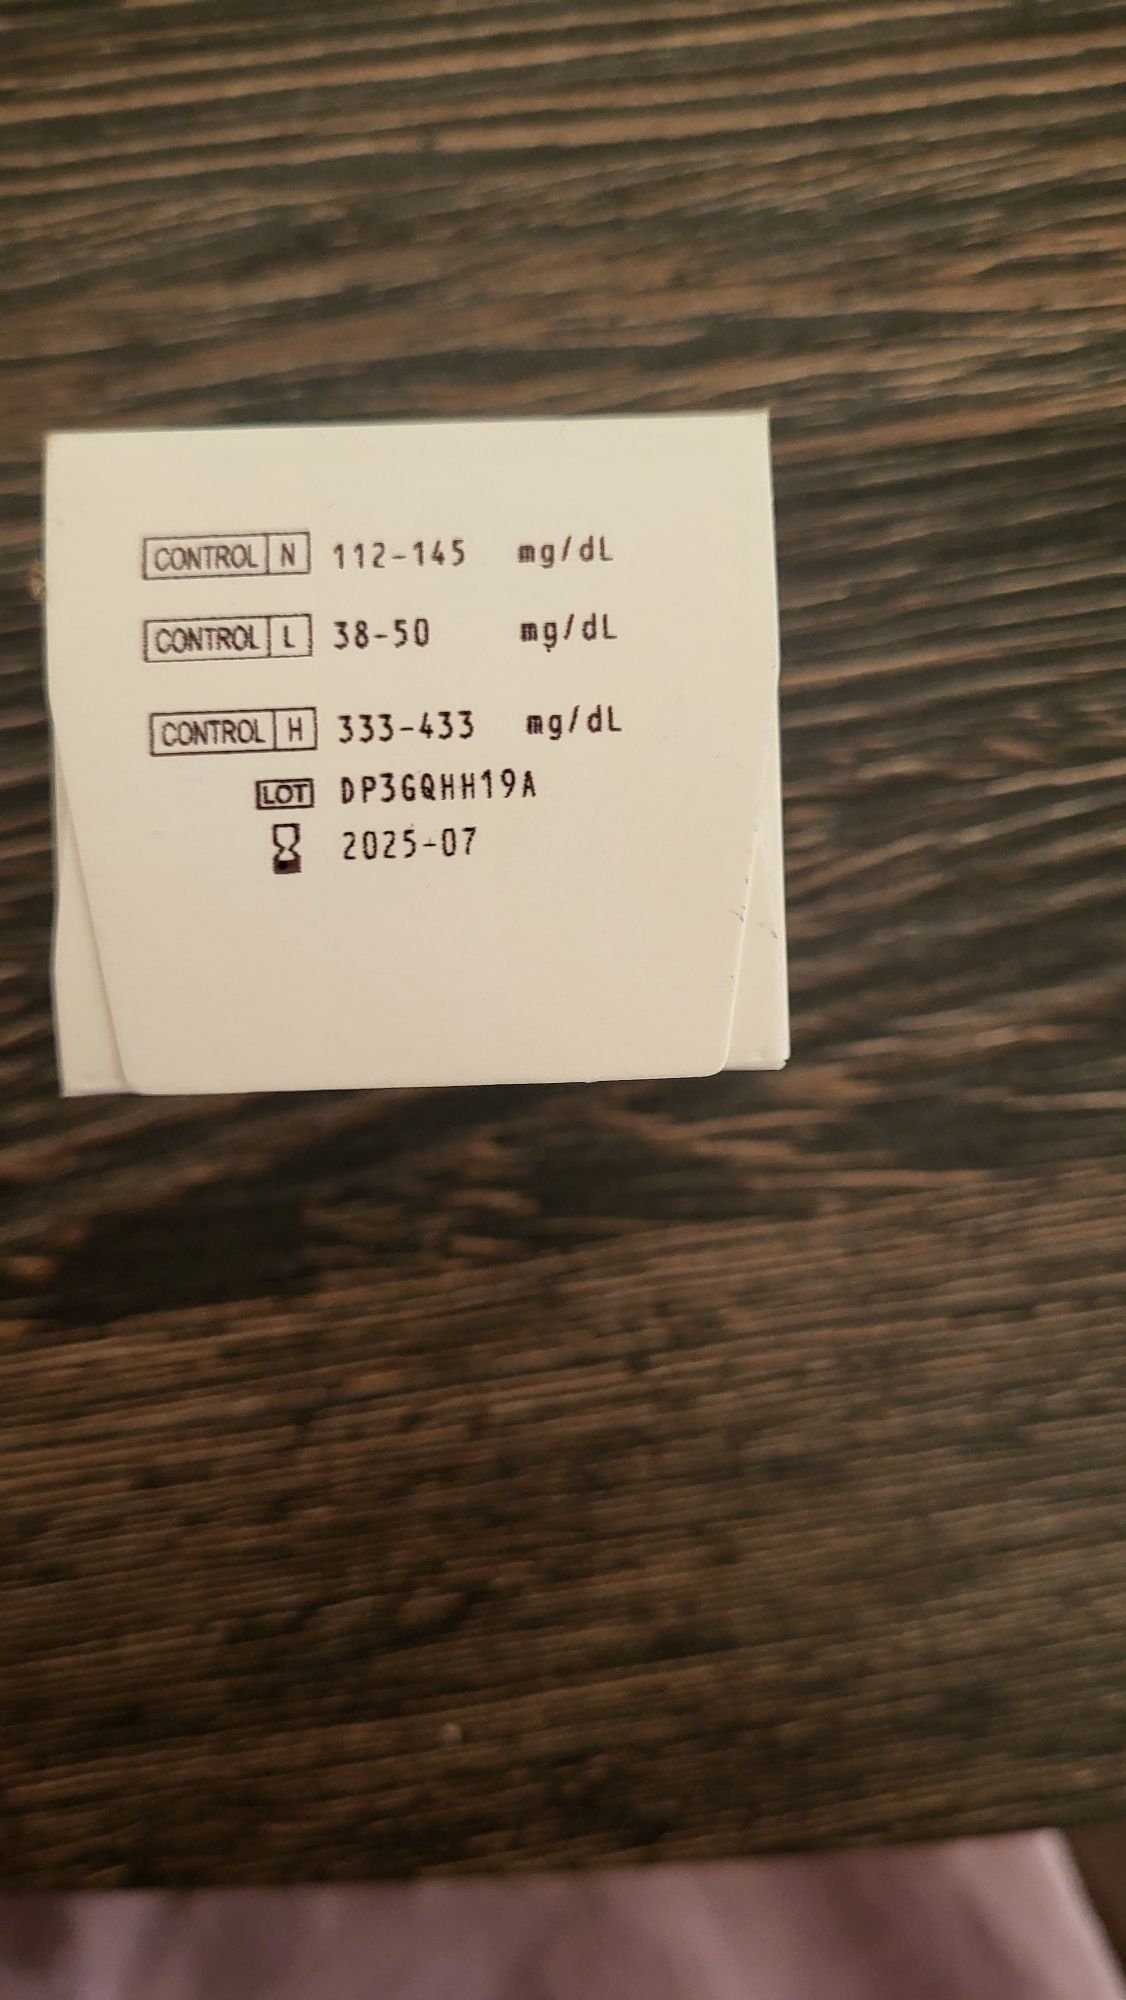 CONTROL N 112-145 mg/dL
CONTROL L 38-50 mg/dL
CONTROL H 333-433 mg/dL
LOT DP3GQHH19A
2025-07